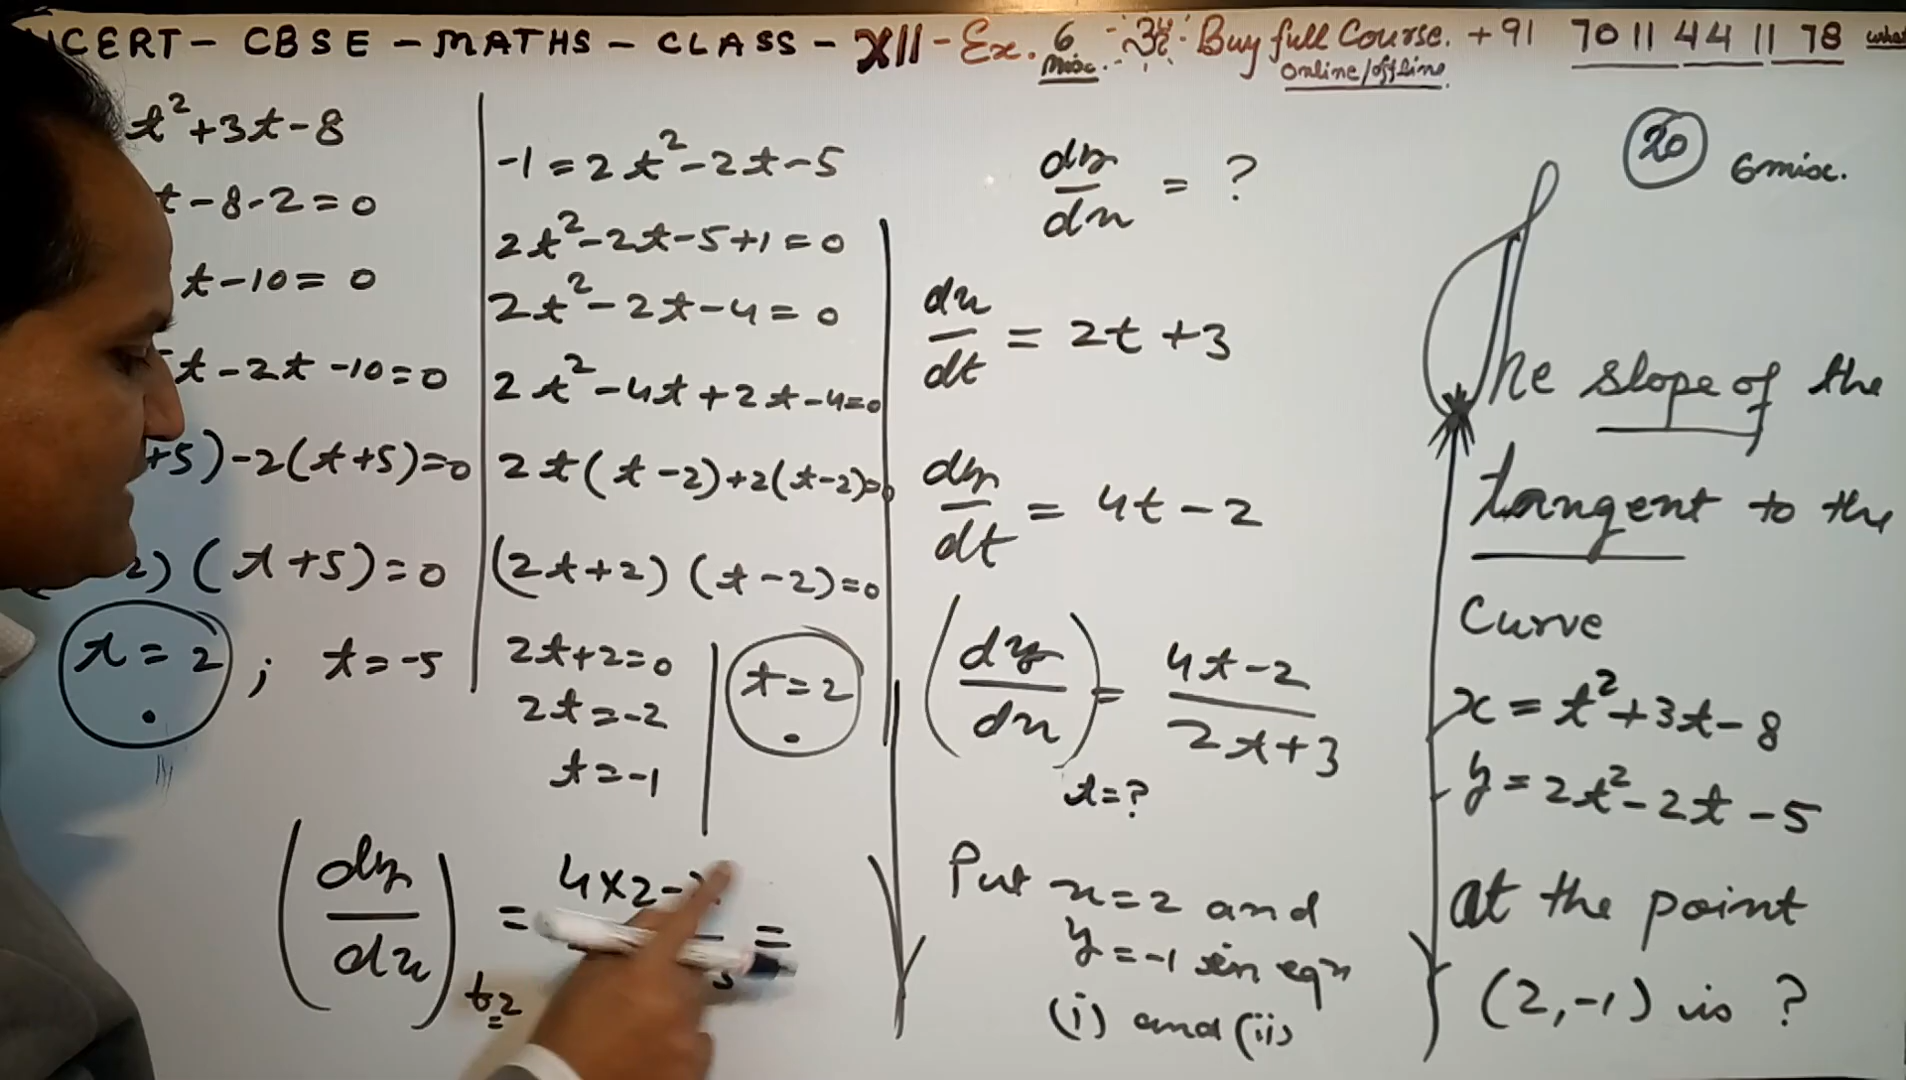 NCERT - CBSE - MATHS - CLASS - XII - Ex. 6 Misc. Buy full Course. +91 70 11 44 11 78
Online/offline
t²+3t-8
t-8-2=0
t-10=0
t-2t-10=0
+5)-2(t+5)=0
2)(t+5)=0
t=2; t=-5
-1=2t²-2t-5
2t²-2t-5+1=0
2t²-2t-4=0
2t²-4t+2t-4=0
2t(t-2)+2(t-2)=0
(2t+2)(t-2)=0
2t+2=0
2t=-2
t=-1
t=2
(dy/dx) t=2 = 4×2- =
dy/dx = ?
dx/dt = 2t+3
dy/dt = 4t-2
(dy/dx) = 4t-2/2t+3
t=?
Put x=2 and
y=-1 in eqn
(i) and (ii)
20 6 misc.
The slope of the
tangent to the
Curve
x=t²+3t-8
y=2t²-2t-5
at the point
(2,-1) is ?